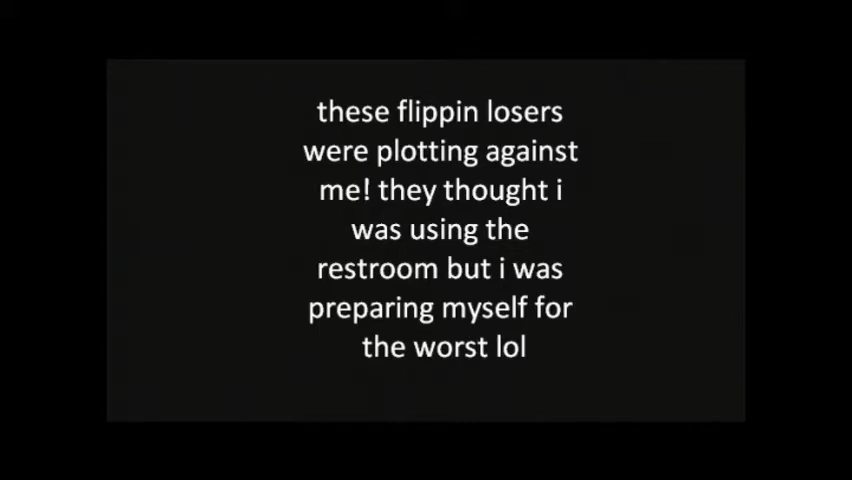 these flippin losers
were plotting against
me! they thought i
was using the
restroom but i was
preparing myself for
the worst lol